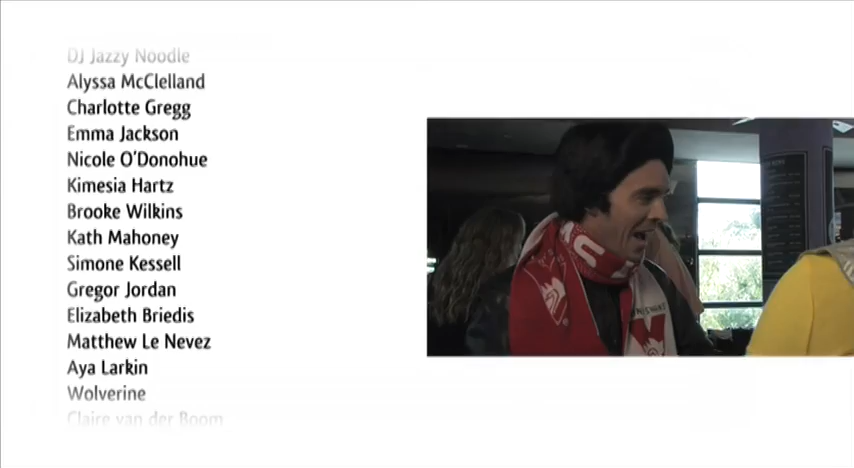 DJ Jazzy Noodle
Alyssa McClelland
Charlotte Gregg
Emma Jackson
Nicole O'Donohue
Kimesia Hartz
Brooke Wilkins
Kath Mahoney
Simone Kessell
Gregor Jordan
Elizabeth Briedis
Matthew Le Nevez
Aya Larkin
Wolverine
Claire van der Boom